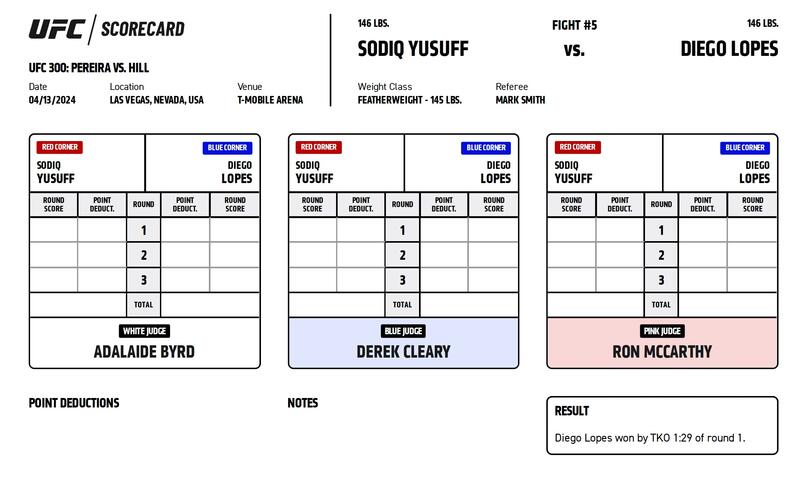 UFC SCORECARD
UFC 300: PEREIRA VS. HILL
Date Location Venue
04/13/2024 LAS VEGAS, NEVADA, USA T-MOBILE ARENA
146 LBS. FIGHT #5 146 LBS.
SODIQ YUSUFF VS. DIEGO LOPES
Weight Class Referee
FEATHERWEIGHT - 145 LBS. MARK SMITH
RED CORNER BLUE CORNER
SODIQ DIEGO
YUSUFF LOPES
ROUND SCORE POINT DEDUCT. ROUND POINT DEDUCT. ROUND SCORE
1
2
3
TOTAL
WHITE JUDGE
ADALAIDE BYRD
RED CORNER BLUE CORNER
SODIQ DIEGO
YUSUFF LOPES
ROUND SCORE POINT DEDUCT. ROUND POINT DEDUCT. ROUND SCORE
1
2
3
TOTAL
BLUE JUDGE
DEREK CLEARY
RED CORNER BLUE CORNER
SODIQ DIEGO
YUSUFF LOPES
ROUND SCORE POINT DEDUCT. ROUND POINT DEDUCT. ROUND SCORE
1
2
3
TOTAL
PINK JUDGE
RON MCCARTHY
POINT DEDUCTIONS
NOTES
RESULT
Diego Lopes won by TKO 1:29 of round 1.